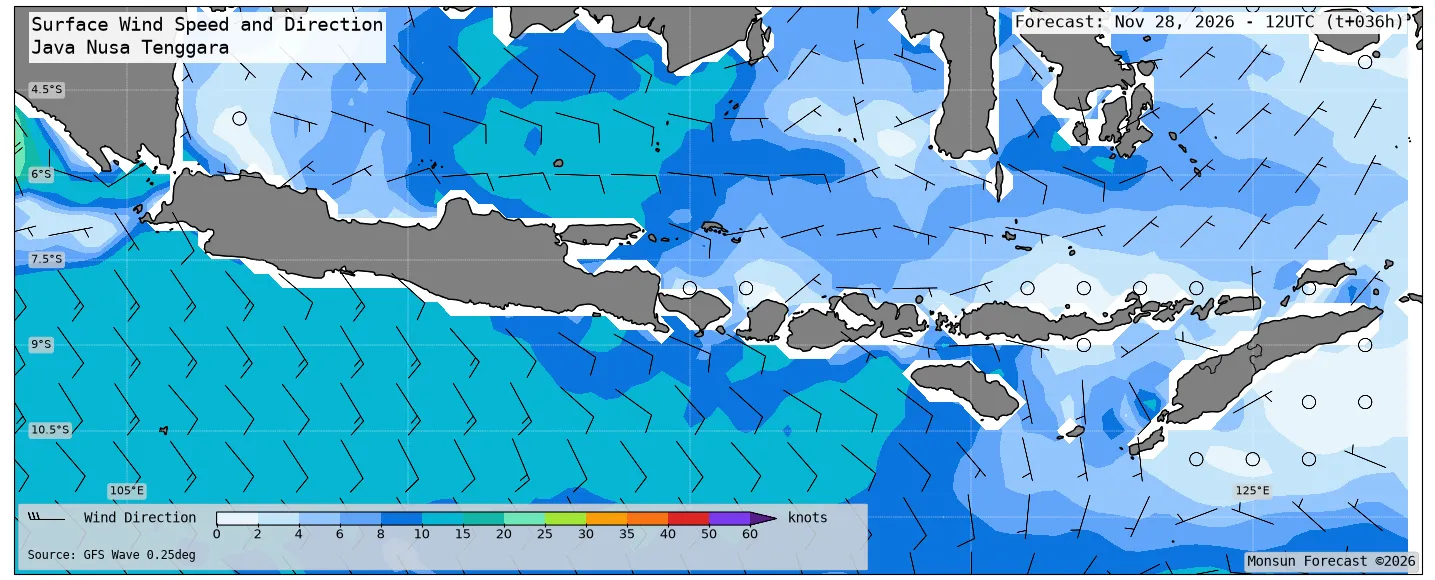 Surface Wind Speed and Direction
Java Nusa Tenggara
Forecast: Nov 28, 2026 - 12UTC (t+036h)
4.5°S
6°S
7.5°S
9°S
10.5°S
105°E
125°E
Wind Direction
0 2 4 6 8 10 15 20 25 30 35 40 50 60
knots
Source: GFS Wave 0.25deg
Monsun Forecast ©2026